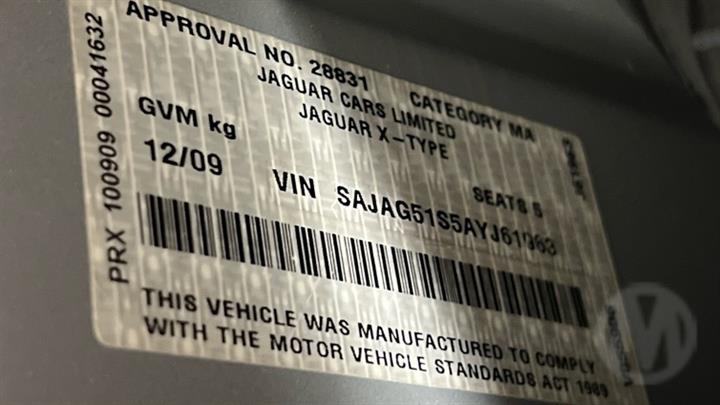 APPROVAL NO. 28831 CATEGORY MA
JAGUAR CARS LIMITED
JAGUAR X-TYPE
GVM kg
12/09
SEATS 5
VIN SAJAG51S5AYJ61963
THIS VEHICLE WAS MANUFACTURED TO COMPLY
WITH THE MOTOR VEHICLE STANDARDS ACT 1989
PRX 100909 00041632